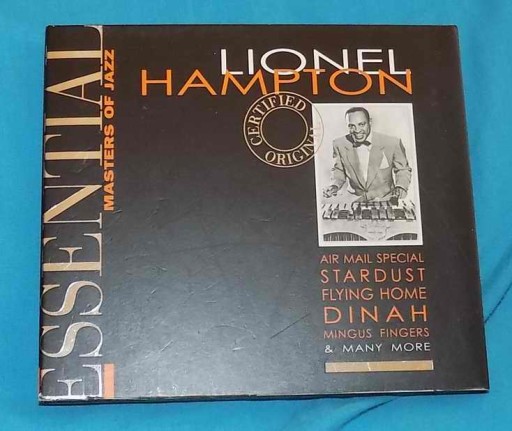 ESSENTIAL
MASTERS OF JAZZ
LIONEL
HAMPTON
CERTIFIED
ORIGINAL
AIR MAIL SPECIAL
STARDUST
FLYING HOME
DINAH
MINGUS FINGERS
& MANY MORE